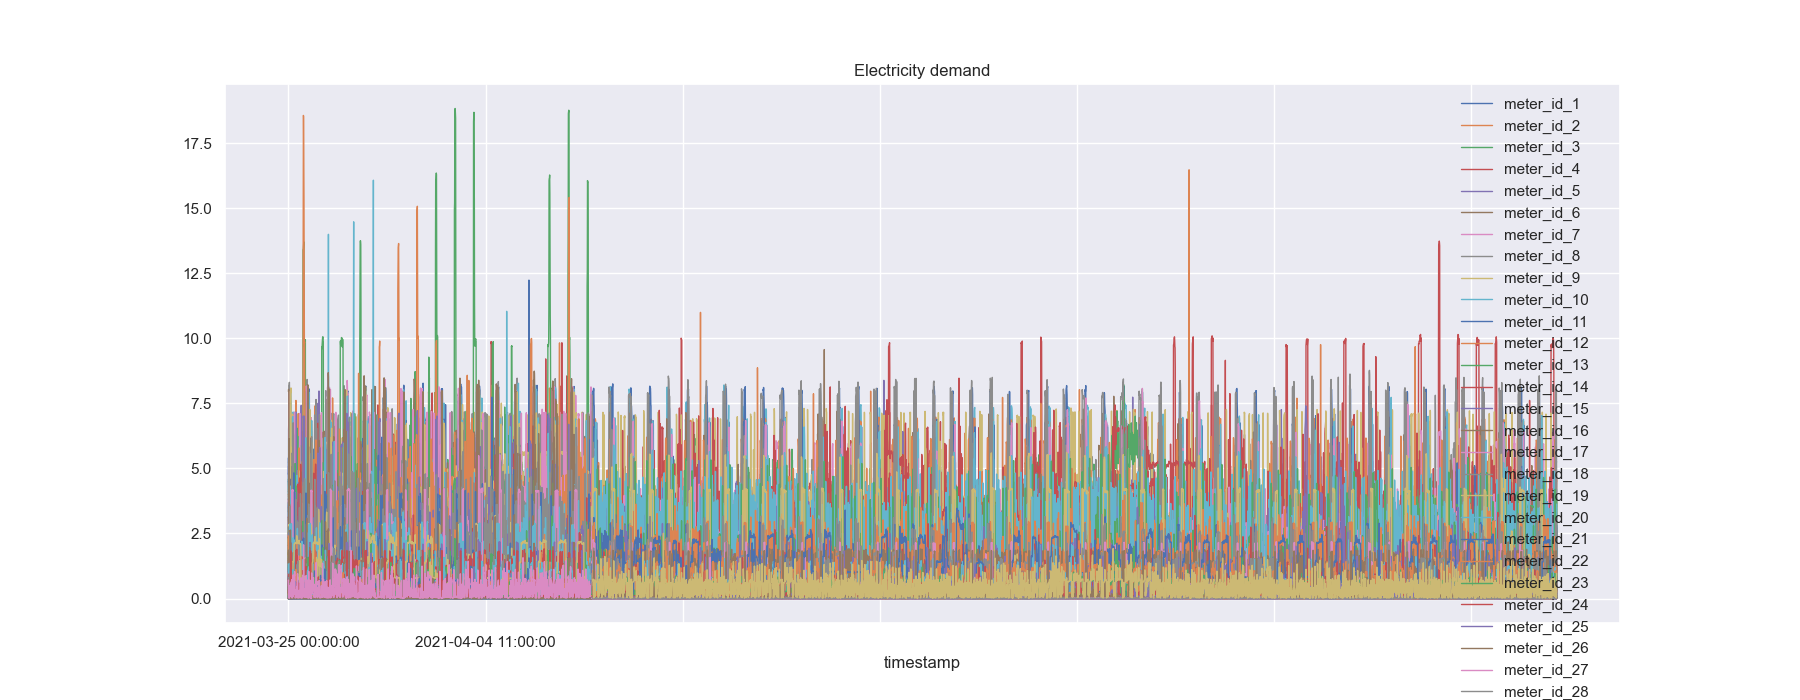 Electricity demand
17.5
15.0
12.5
10.0
7.5
5.0
2.5
0.0
2021-03-25 00:00:00
2021-04-04 11:00:00
timestamp
meter_id_1
meter_id_2
meter_id_3
meter_id_4
meter_id_5
meter_id_6
meter_id_7
meter_id_8
meter_id_9
meter_id_10
meter_id_11
meter_id_12
meter_id_13
meter_id_14
meter_id_15
meter_id_16
meter_id_17
meter_id_18
meter_id_19
meter_id_20
meter_id_21
meter_id_22
meter_id_23
meter_id_24
meter_id_25
meter_id_26
meter_id_27
meter_id_28